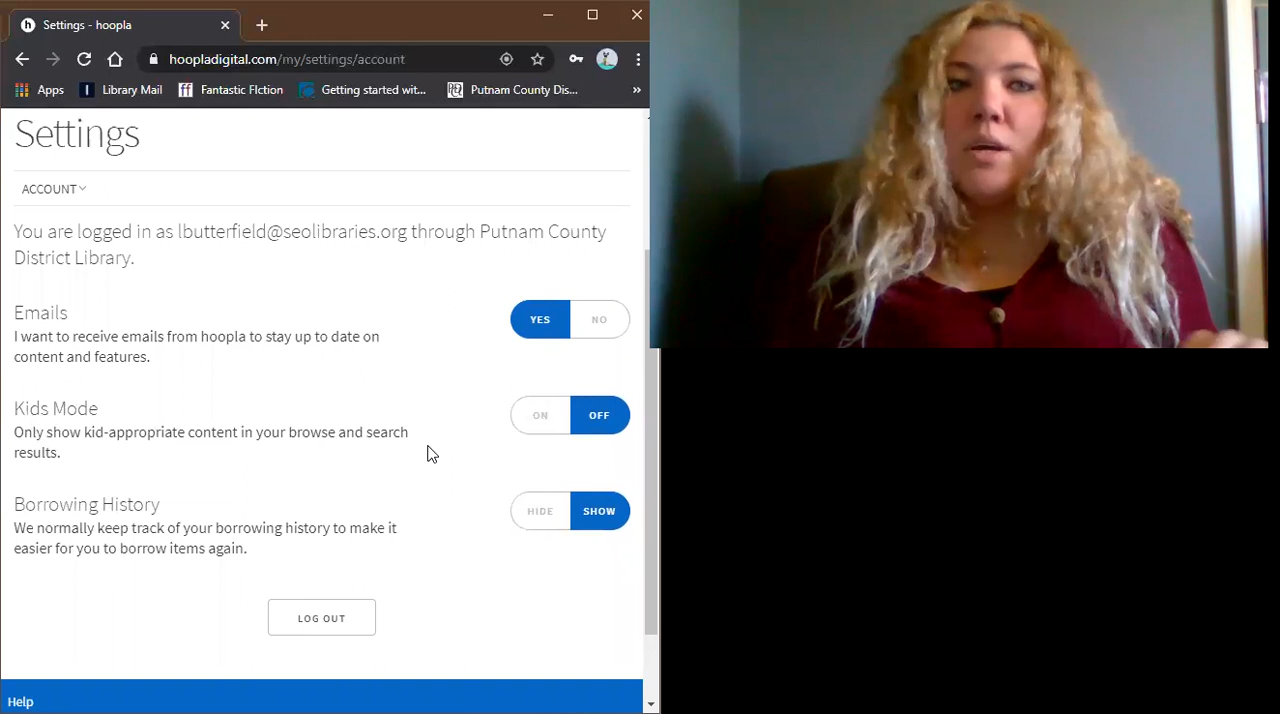 Settings - hoopla
hoopladigital.com/my/settings/account
Apps
Library Mail
Fantastic FIction
Getting started wit...
Putnam County Dis...
»
Settings
ACCOUNT
You are logged in as lbutterfield@seolibraries.org through Putnam County
District Library.
Emails
I want to receive emails from hoopla to stay up to date on
content and features.
YES
NO
Kids Mode
Only show kid-appropriate content in your browse and search
results.
ON
OFF
Borrowing History
We normally keep track of your borrowing history to make it
easier for you to borrow items again.
HIDE
SHOW
LOG OUT
Help